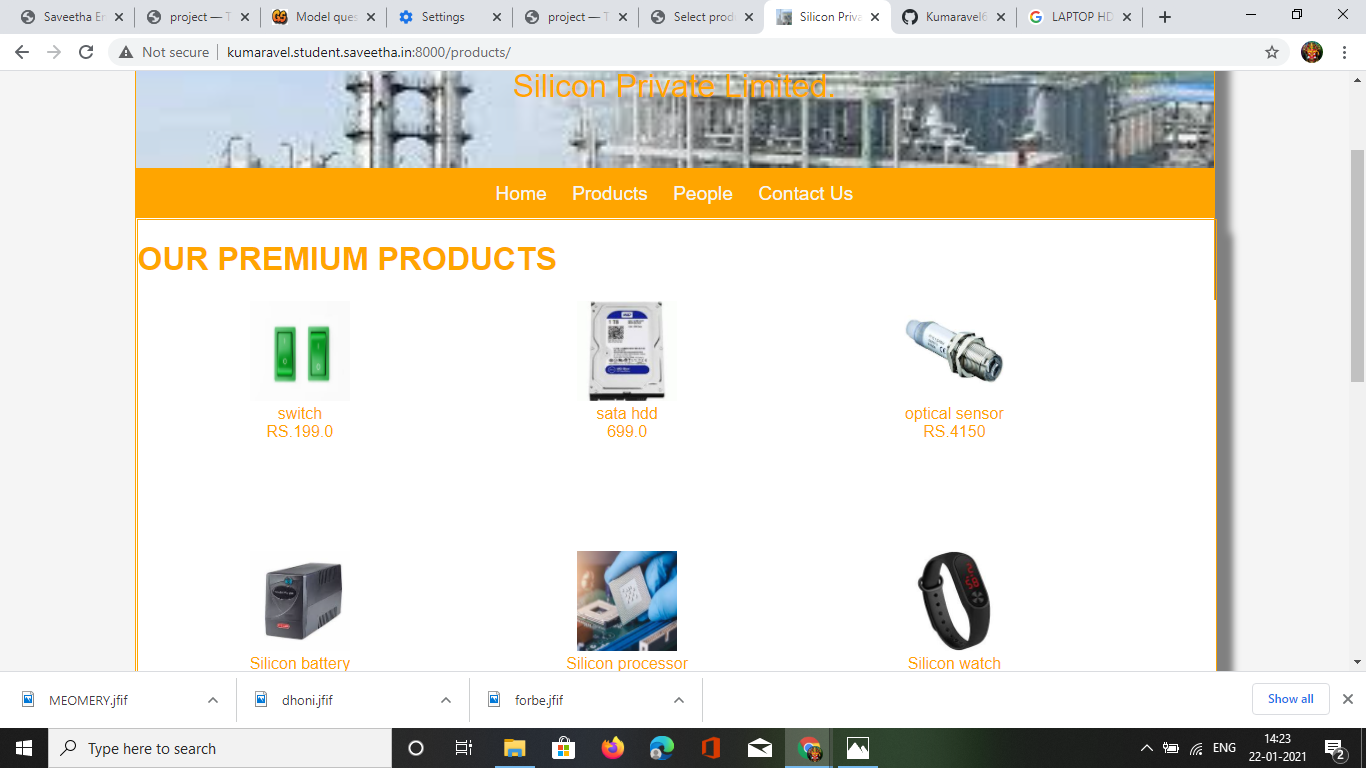 Saveetha En
project — T
Model ques
Settings
project — T
Select prod
Silicon Priva
Kumaravel6
LAPTOP HD
Not secure
kumaravel.student.saveetha.in:8000/products/
Silicon Private Limited.
Home Products People Contact Us
OUR PREMIUM PRODUCTS
switch
RS.199.0
sata hdd
699.0
optical sensor
RS.4150
Silicon battery
Silicon processor
Silicon watch
MEOMERY.jfif
dhoni.jfif
forbe.jfif
Show all
Type here to search
ENG
14:23
22-01-2021
2